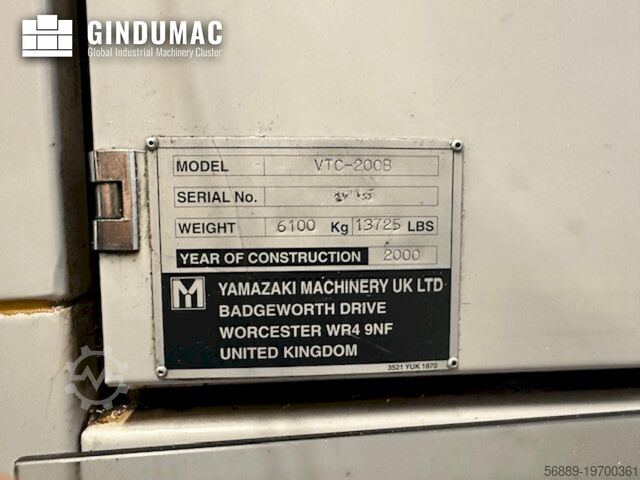 GINDUMAC
Global Industrial Machinery Cluster
MODEL VTC-200B
SERIAL No.
WEIGHT 6100 Kg 13725 LBS
YEAR OF CONSTRUCTION 2000
YAMAZAKI MACHINERY UK LTD
BADGEWORTH DRIVE
WORCESTER WR4 9NF
UNITED KINGDOM
3521 YUK 1870
56889-19700361